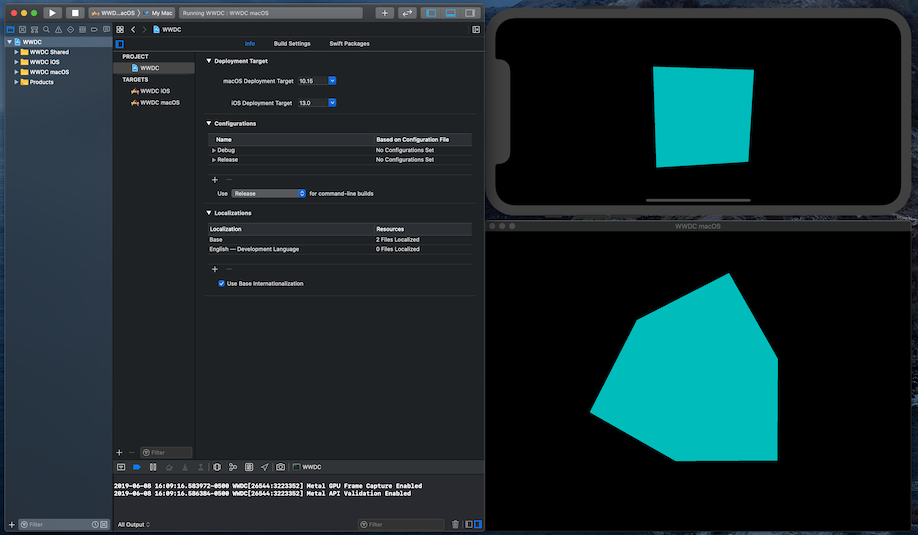 WWD...acOS
My Mac
Running WWDC : WWDC macOS
WWDC
WWDC
WWDC Shared
WWDC iOS
WWDC macOS
Products
Info
Build Settings
Swift Packages
PROJECT
WWDC
TARGETS
WWDC iOS
WWDC macOS
Deployment Target
macOS Deployment Target 10.15
iOS Deployment Target 13.0
Configurations
Name Based on Configuration File
Debug No Configurations Set
Release No Configurations Set
Use Release for command-line builds
Localizations
Localization Resources
Base 2 Files Localized
English — Development Language 0 Files Localized
Use Base Internationalization
Filter
WWDC
2019-06-08 16:09:16.583972-0500 WWDC[26544:3223352] Metal GPU Frame Capture Enabled
2019-06-08 16:09:16.586384-0500 WWDC[26544:3223352] Metal API Validation Enabled
Filter
All Output
Filter
WWDC macOS